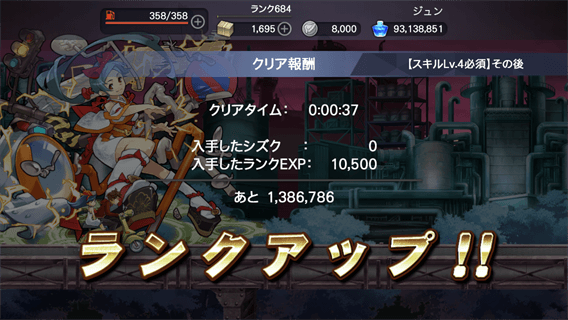 358/358
ランク684
1,695
8,000
ジュン
93,138,851
クリア報酬
【スキルLv.4必須】その後
クリアタイム： 0:00:37
入手したシズク ： 0
入手したランクEXP： 10,500
あと 1,386,786
ランクアップ!!